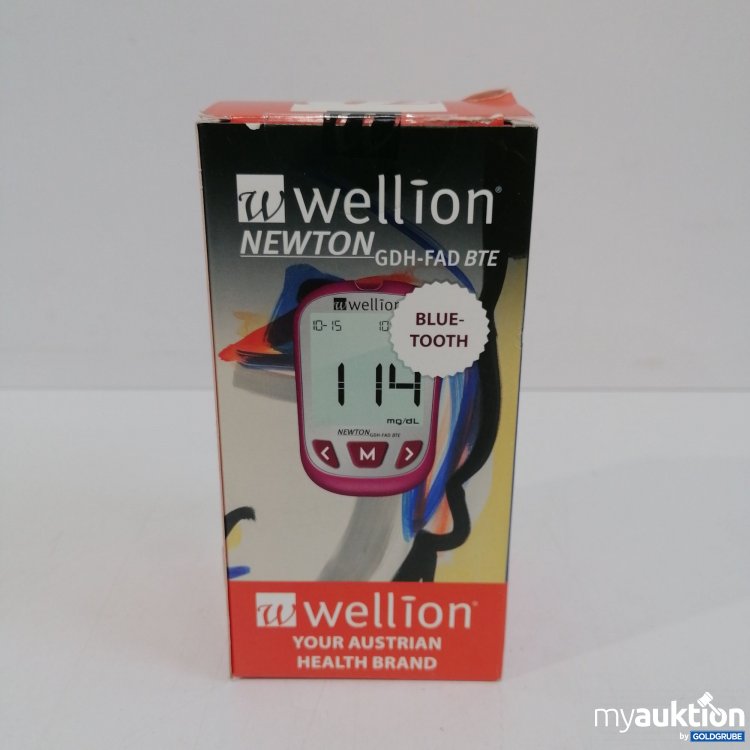 w wellion®
NEWTON GDH-FAD BTE
wellion
10-15 10
BLUE-
TOOTH
114
mg/dL
NEWTON GDH-FAD BTE
< M >
w wellion®
YOUR AUSTRIAN
HEALTH BRAND
myauktion
by GOLDGRUBE